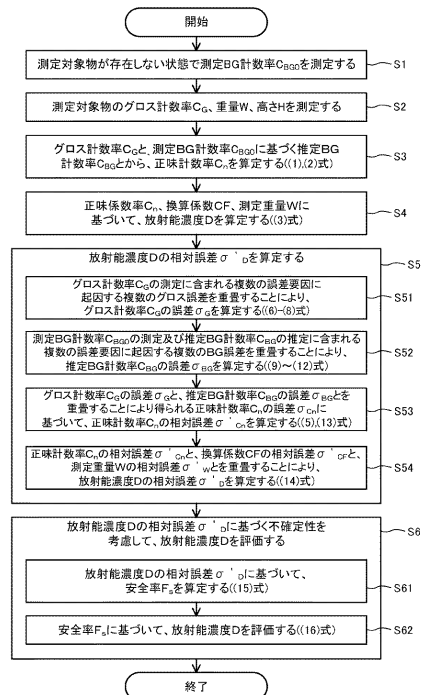 開始
測定対象物が存在しない状態で測定BG計数率CBG0を測定する
S1
測定対象物のグロス計数率CG、重量W、高さHを測定する
S2
グロス計数率CGと、測定BG計数率CBG0に基づく推定BG
計数率CBGとから、正味計数率Cnを算定する((1),(2)式)
S3
正味係数率Cn、換算係数CF、測定重量Wに
基づいて、放射能濃度Dを算定する((3)式)
S4
放射能濃度Dの相対誤差σ'Dを算定する
S5
グロス計数率CGの測定に含まれる複数の誤差要因に
起因する複数のグロス誤差を重畳することにより、
グロス計数率CGの誤差σGを算定する((6)-(8)式)
S51
測定BG計数率CBG0の測定及び推定BG計数率CBGの推定に含まれる
複数の誤差要因に起因する複数のBG誤差を重畳することにより、
推定BG計数率CBGの誤差σBGを算定する((9)～(12)式)
S52
グロス計数率CGの誤差σGと、推定BG計数率CBGの誤差σBGとを
重畳することにより得られる正味計数率Cnの誤差σCnに
基づいて、正味計数率Cnの相対誤差σ'Cnを算定する((5),(13)式)
S53
正味計数率Cnの相対誤差σ'Cnと、換算係数CFの相対誤差σ'CFと、
測定重量Wの相対誤差σ'Wとを重畳することにより、
放射能濃度Dの相対誤差σ'Dを算定する((14)式)
S54
放射能濃度Dの相対誤差σ'Dに基づく不確定性を
考慮して、放射能濃度Dを評価する
S6
放射能濃度Dの相対誤差σ'Dに基づいて、
安全率Fsを算定する((15)式)
S61
安全率Fsに基づいて、放射能濃度Dを評価する((16)式)
S62
終了